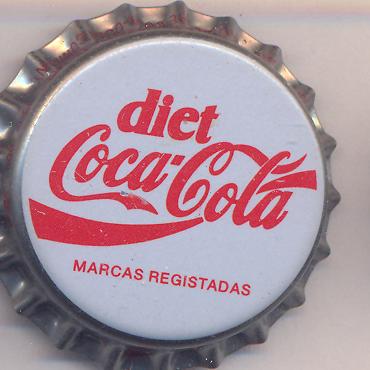 diet
Coca-Cola
MARCAS REGISTADAS